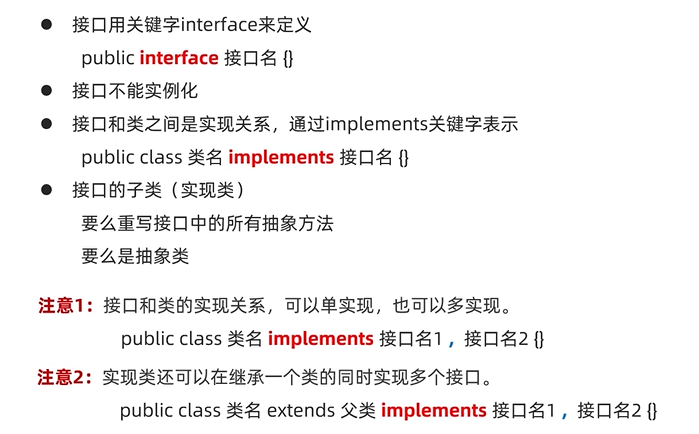 ● 接口用关键字interface来定义
public interface 接口名 {}
● 接口不能实例化
● 接口和类之间是实现关系，通过implements关键字表示
public class 类名 implements 接口名 {}
● 接口的子类（实现类）
要么重写接口中的所有抽象方法
要么是抽象类
注意1：接口和类的实现关系，可以单实现，也可以多实现。
public class 类名 implements 接口名1 ，接口名2 {}
注意2：实现类还可以在继承一个类的同时实现多个接口。
public class 类名 extends 父类 implements 接口名1 ，接口名2 {}